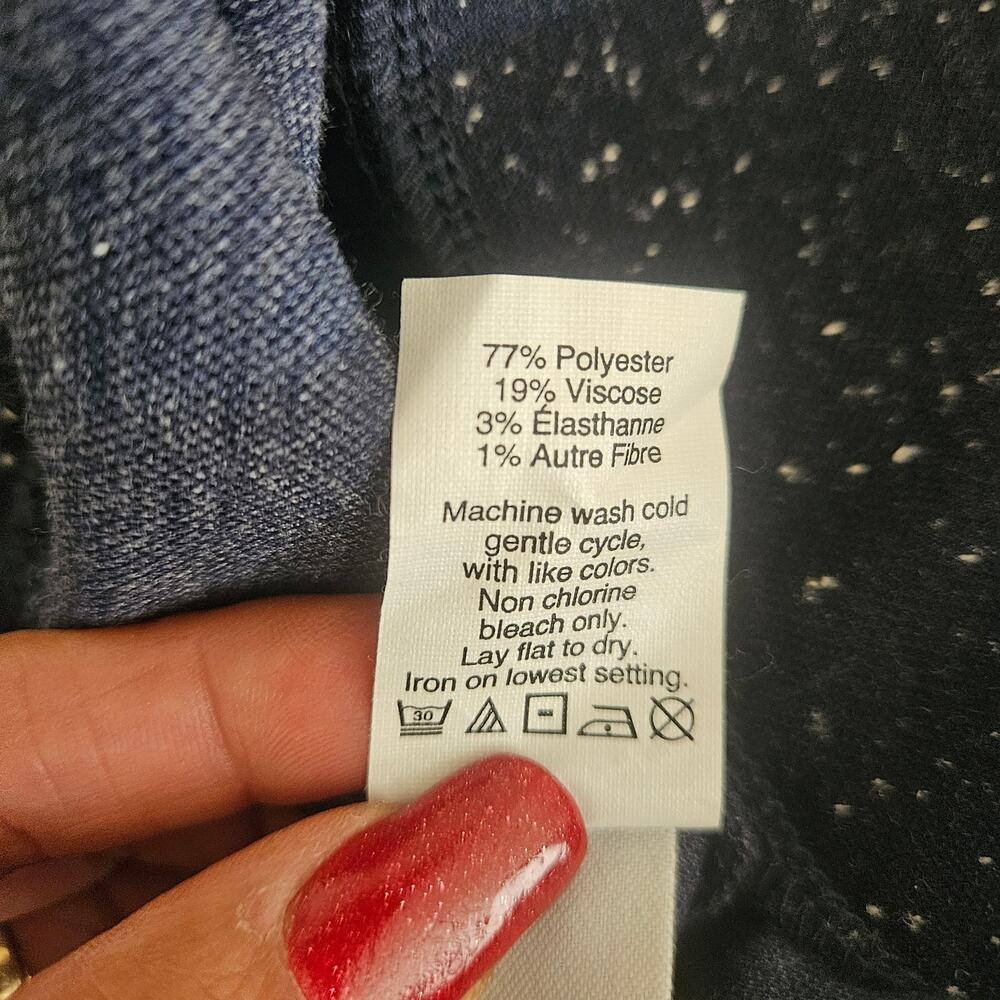 77% Polyester
19% Viscose
3% Élasthanne
1% Autre Fibre
Machine wash cold
gentle cycle,
with like colors.
Non chlorine
bleach only.
Lay flat to dry.
Iron on lowest setting.
30